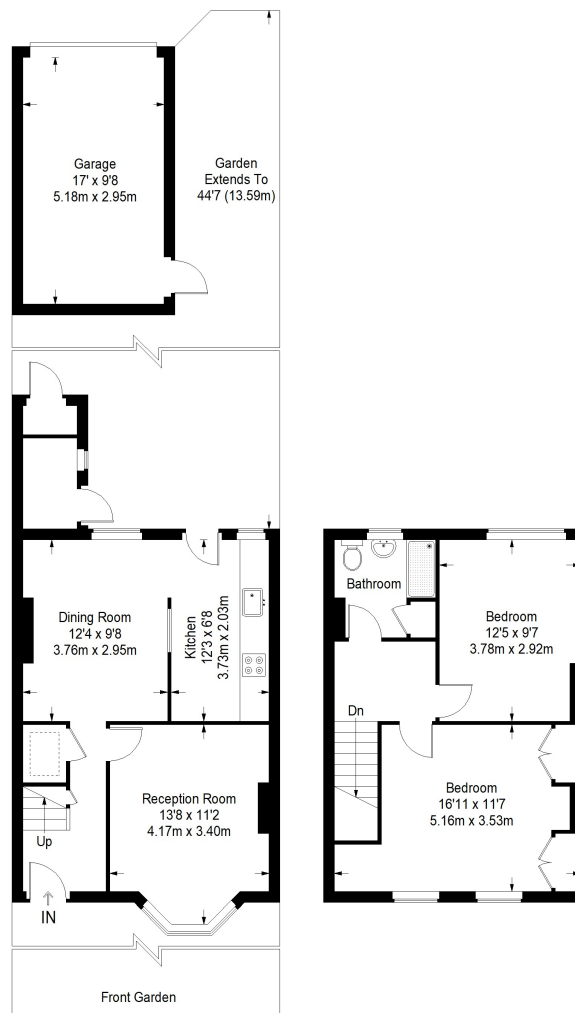 Garage
17' x 9'8
5.18m x 2.95m
Garden
Extends To
44'7 (13.59m)
Dining Room
12'4 x 9'8
3.76m x 2.95m
Kitchen
12'3 x 6'8
3.73m x 2.03m
Reception Room
13'8 x 11'2
4.17m x 3.40m
Up
IN
Front Garden
Bathroom
Bedroom
12'5 x 9'7
3.78m x 2.92m
Dn
Bedroom
16'11 x 11'7
5.16m x 3.53m